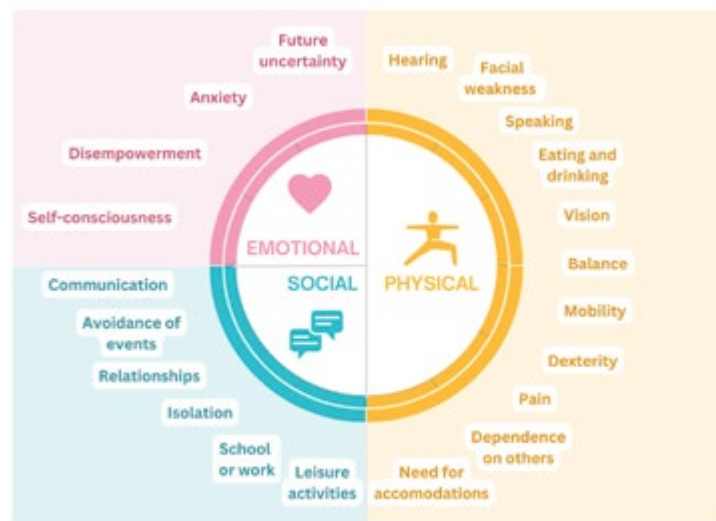 Future
uncertainty
Anxiety
Disempowerment
Self-consciousness
EMOTIONAL
Hearing
Facial
weakness
Speaking
Eating and
drinking
Vision
Balance
Mobility
Dexterity
Pain
Dependence
on others
Need for
accomodations
PHYSICAL
SOCIAL
Communication
Avoidance of
events
Relationships
Isolation
School
or work
Leisure
activities